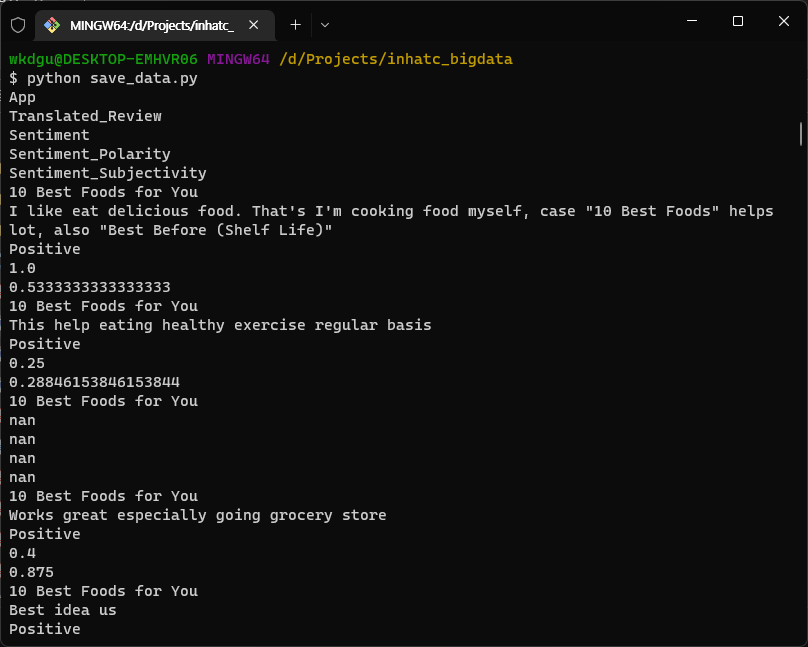 MINGW64:/d/Projects/inhatc_
wkdgu@DESKTOP-EMHVR06 MINGW64 /d/Projects/inhatc_bigdata
$ python save_data.py
App
Translated_Review
Sentiment
Sentiment_Polarity
Sentiment_Subjectivity
10 Best Foods for You
I like eat delicious food. That's I'm cooking food myself, case "10 Best Foods" helps
lot, also "Best Before (Shelf Life)"
Positive
1.0
0.5333333333333333
10 Best Foods for You
This help eating healthy exercise regular basis
Positive
0.25
0.28846153846153844
10 Best Foods for You
nan
nan
nan
nan
10 Best Foods for You
Works great especially going grocery store
Positive
0.4
0.875
10 Best Foods for You
Best idea us
Positive